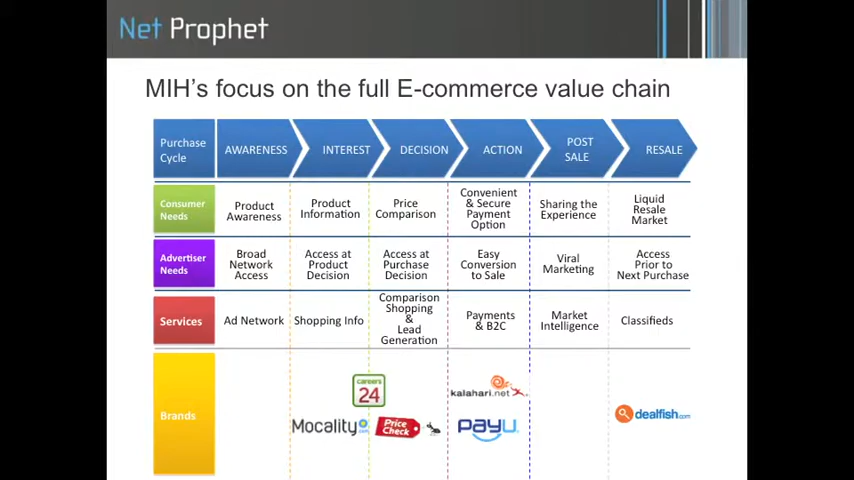 Net Prophet
MIH's focus on the full E-commerce value chain
Purchase
Cycle
AWARENESS
INTEREST
DECISION
ACTION
POST
SALE
RESALE
Consumer
Needs
Product
Awareness
Product
Information
Price
Comparison
Convenient
& Secure
Payment
Option
Sharing the
Experience
Liquid
Resale
Market
Advertiser
Needs
Broad
Network
Access
Access at
Product
Decision
Access at
Purchase
Decision
Easy
Conversion
to Sale
Viral
Marketing
Access
Prior to
Next Purchase
Services
Ad Network
Shopping Info
Comparison
Shopping
&
Lead
Generation
Payments
& B2C
Market
Intelligence
Classifieds
Brands
careers
24
Mocality
Price
Check
kalahari.net
PayU
dealfish.com